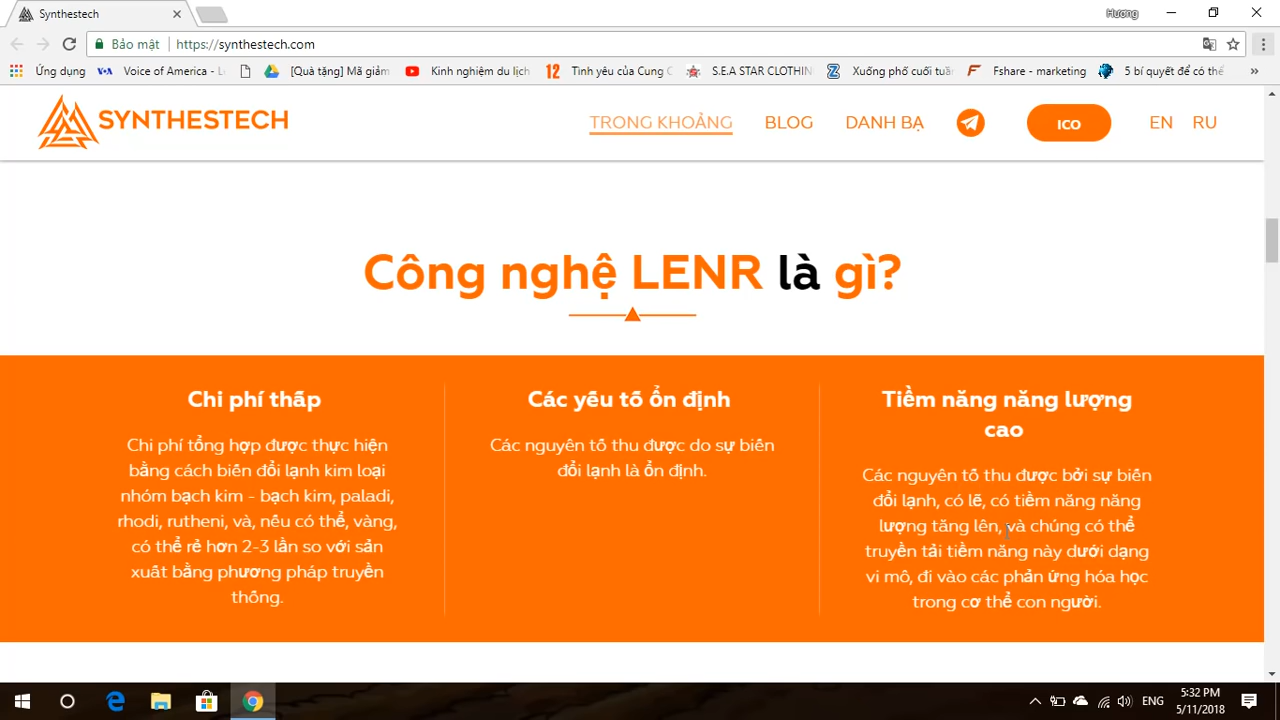 Synthestech
Hương
Bảo mật
https://synthestech.com
Ứng dụng
Voice of America - L
[Quà tặng] Mã giảm
Kinh nghiệm du lịch
Tình yêu của Cung C
S.E.A STAR CLOTHIN
Xuống phố cuối tuần
Fshare - marketing
5 bí quyết để có thể
»
SYNTHESTECH
TRONG KHOẢNG
BLOG
DANH BẠ
ICO
EN
RU
Công nghệ LENR là gì?
Chi phí thấp
Chi phí tổng hợp được thực hiện
bằng cách biến đổi lạnh kim loại
nhóm bạch kim - bạch kim, paladi,
rhodi, rutheni, và, nếu có thể, vàng,
có thể rẻ hơn 2-3 lần so với sản
xuất bằng phương pháp truyền
thống.
Các yếu tố ổn định
Các nguyên tố thu được do sự biến
đổi lạnh là ổn định.
Tiềm năng năng lượng
cao
Các nguyên tố thu được bởi sự biến
đổi lạnh, có lẽ, có tiềm năng năng
lượng tăng lên, và chúng có thể
truyền tải tiềm năng này dưới dạng
vi mô, đi vào các phản ứng hóa học
trong cơ thể con người.
ENG
5:32 PM
5/11/2018